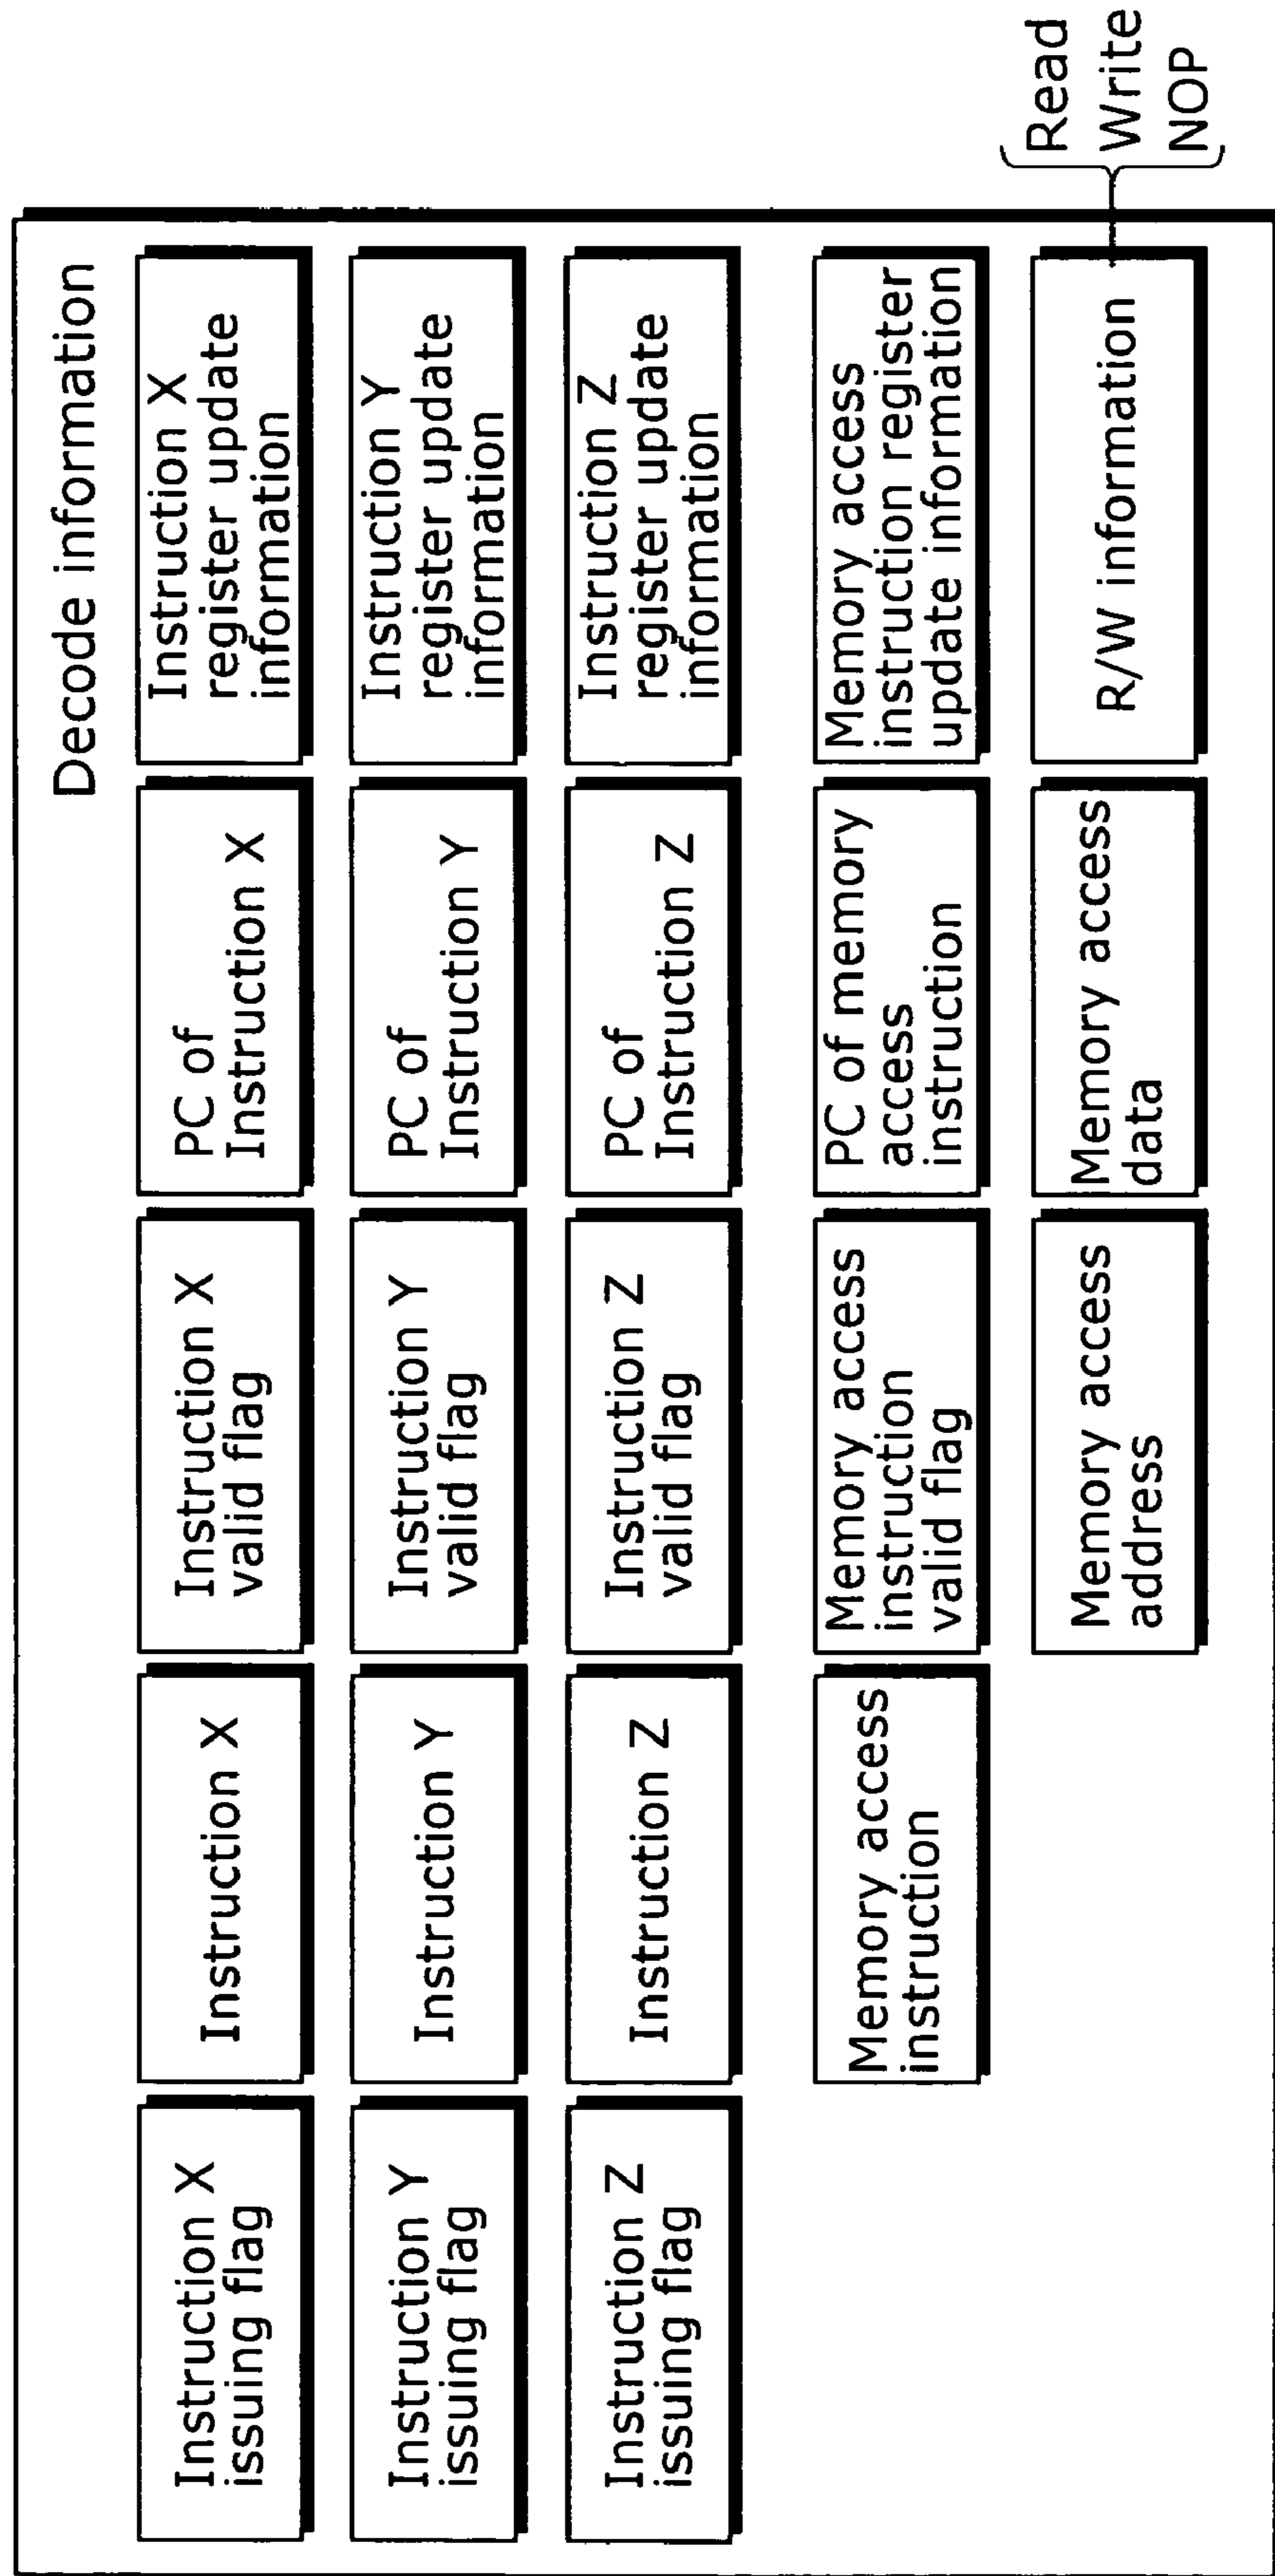 Decode information
Instruction X
issuing flag
Instruction X
Instruction X
valid flag
PC of
Instruction X
Instruction X
register update
information
Instruction Y
issuing flag
Instruction Y
Instruction Y
valid flag
PC of
Instruction Y
Instruction Y
register update
information
Instruction Z
issuing flag
Instruction Z
Instruction Z
valid flag
PC of
Instruction Z
Instruction Z
register update
information
Memory access
instruction
Memory access
instruction
valid flag
PC of memory
access
instruction
Memory access
instruction register
update information
Memory access
address
Memory access
data
R/W information
Read
Write
NOP